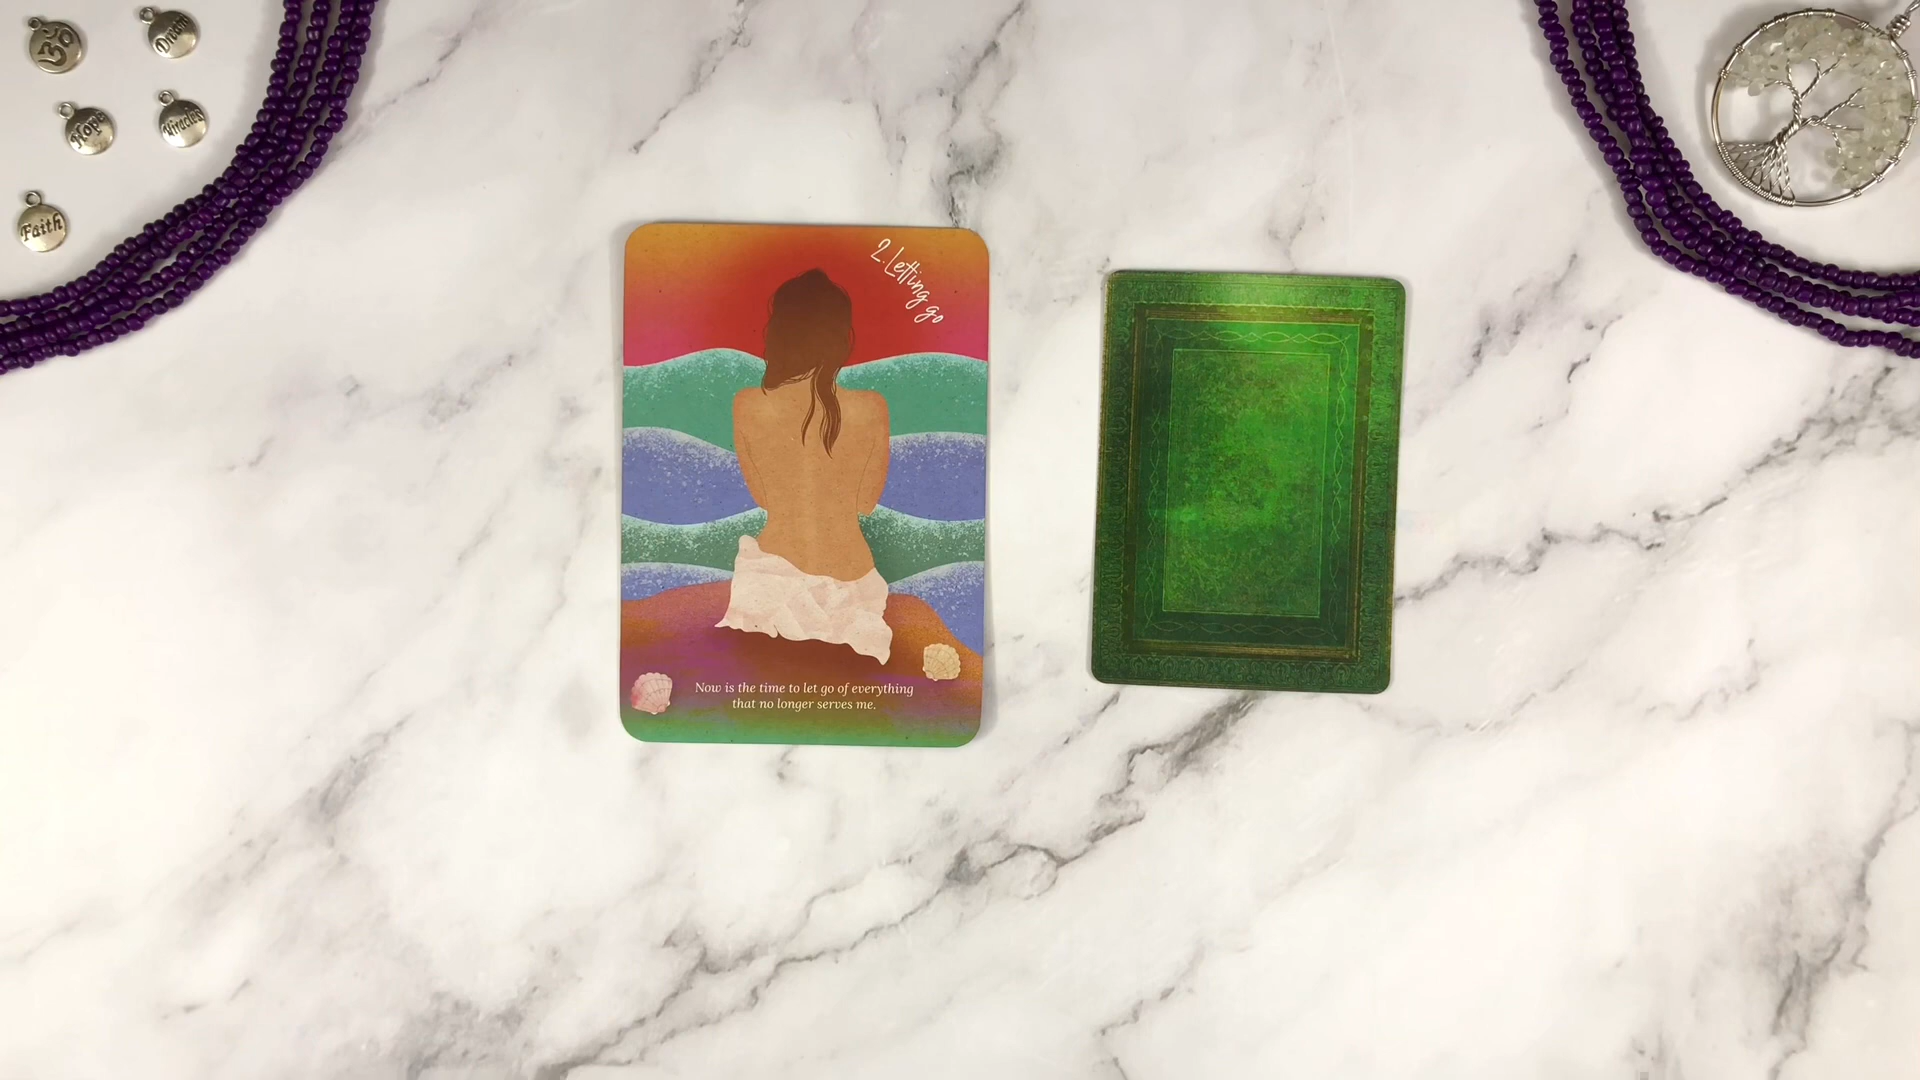 ॐ
Dream
Hope
Miracles
Faith
2. Letting go
Now is the time to let go of everything
that no longer serves me.